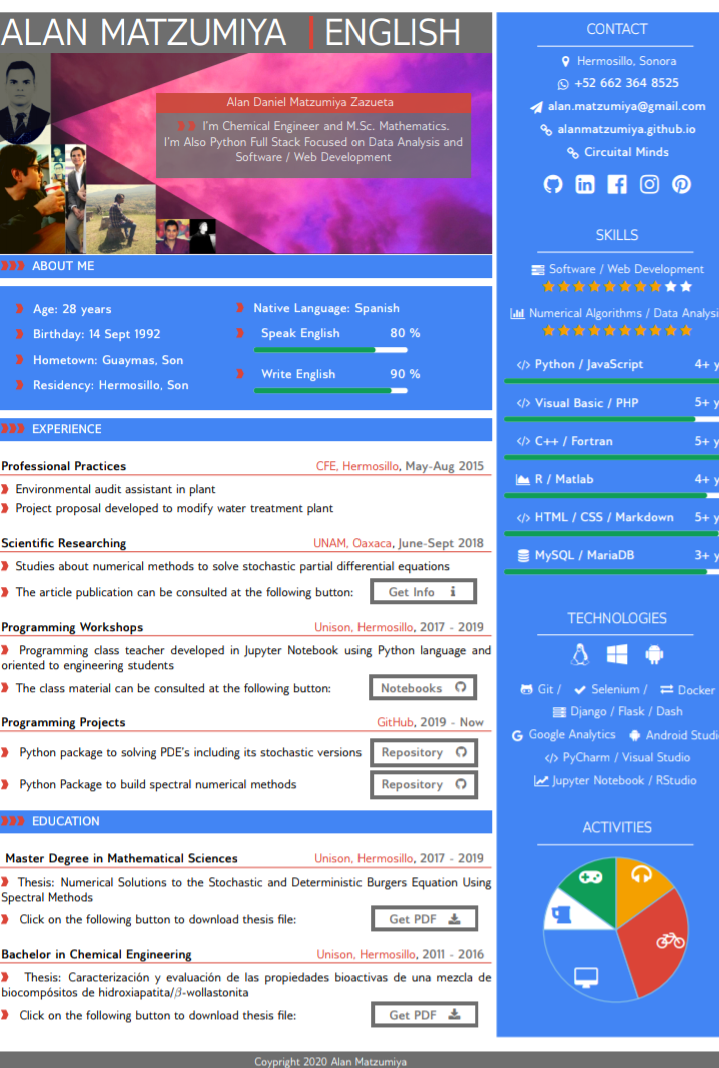 ALAN MATZUMIYA | ENGLISH
Alan Daniel Matzumiya Zazueta
I'm Chemical Engineer and M.Sc. Mathematics.
I'm Also Python Full Stack Focused on Data Analysis and
Software / Web Development
ABOUT ME
Age: 28 years
Birthday: 14 Sept 1992
Hometown: Guaymas, Son
Residency: Hermosillo, Son
Native Language: Spanish
Speak English 80 %
Write English 90 %
EXPERIENCE
Professional Practices CFE, Hermosillo, May-Aug 2015
Environmental audit assistant in plant
Project proposal developed to modify water treatment plant
Scientific Researching UNAM, Oaxaca, June-Sept 2018
Studies about numerical methods to solve stochastic partial differential equations
The article publication can be consulted at the following button: Get Info
Programming Workshops Unison, Hermosillo, 2017 - 2019
Programming class teacher developed in Jupyter Notebook using Python language and
oriented to engineering students
The class material can be consulted at the following button: Notebooks
Programming Projects GitHub, 2019 - Now
Python package to solving PDE's including its stochastic versions Repository
Python Package to build spectral numerical methods Repository
EDUCATION
Master Degree in Mathematical Sciences Unison, Hermosillo, 2017 - 2019
Thesis: Numerical Solutions to the Stochastic and Deterministic Burgers Equation Using
Spectral Methods
Click on the following button to download thesis file: Get PDF
Bachelor in Chemical Engineering Unison, Hermosillo, 2011 - 2016
Thesis: Caracterización y evaluación de las propiedades bioactivas de una mezcla de
biocompósitos de hidroxiapatita/β-wollastonita
Click on the following button to download thesis file: Get PDF
CONTACT
Hermosillo, Sonora
+52 662 364 8525
alan.matzumiya@gmail.com
alanmatzumiya.github.io
Circuital Minds
SKILLS
Software / Web Development
Numerical Algorithms / Data Analysi
</> Python / JavaScript 4+ y
</> Visual Basic / PHP 5+ y
</> C++ / Fortran 5+ y
R / Matlab 4+ y
</> HTML / CSS / Markdown 5+ y
MySQL / MariaDB 3+ y
TECHNOLOGIES
Git / Selenium / Docker
Django / Flask / Dash
Google Analytics Android Studi
</> PyCharm / Visual Studio
Jupyter Notebook / RStudio
ACTIVITIES
Coypright 2020 Alan Matzumiya